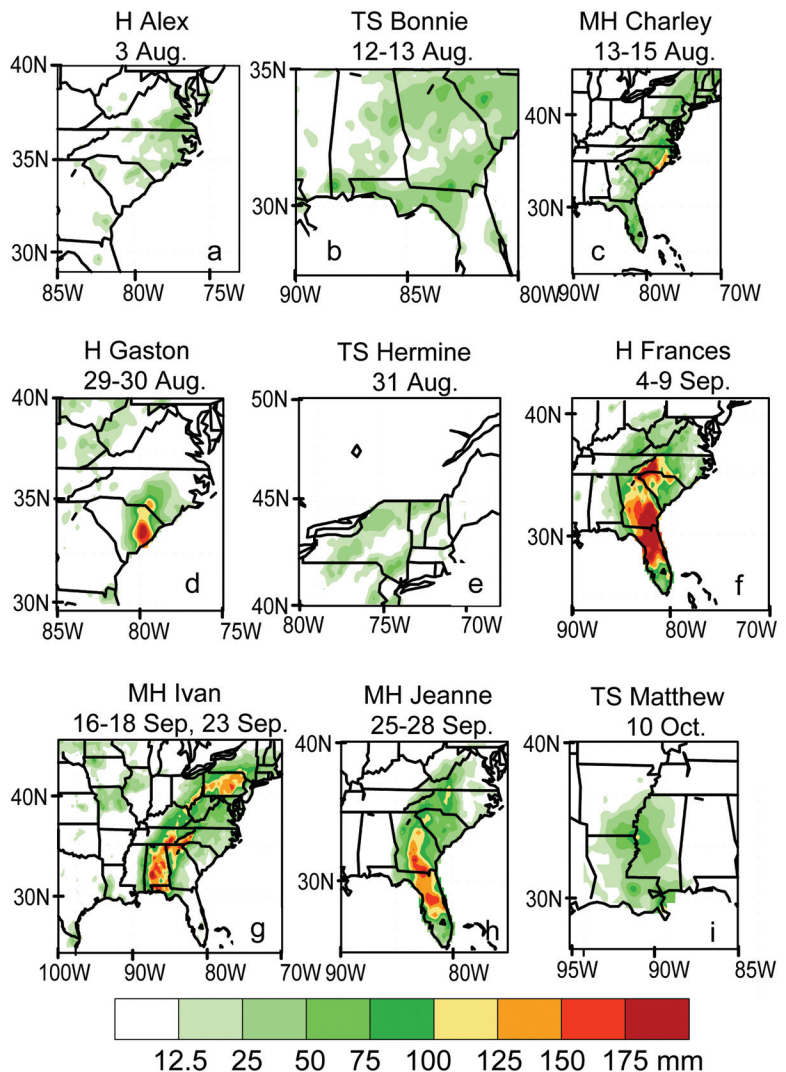 H Alex
3 Aug.
TS Bonnie
12-13 Aug.
MH Charley
13-15 Aug.
40N
35N
30N
85W
80W
75W
a
35N
30N
90W
85W
80W
b
40N
30N
90W
80W
70W
c
H Gaston
29-30 Aug.
TS Hermine
31 Aug.
H Frances
4-9 Sep.
40N
35N
30N
85W
80W
75W
d
50N
45N
40N
80W
75W
70W
e
40N
30N
90W
70W
f
MH Ivan
16-18 Sep, 23 Sep.
MH Jeanne
25-28 Sep.
TS Matthew
10 Oct.
40N
30N
100W
80W
70W
g
40N
30N
90W
80W
h
40N
30N
95W
90W
85W
i
12.5 25 50 75 100 125 150 175 mm